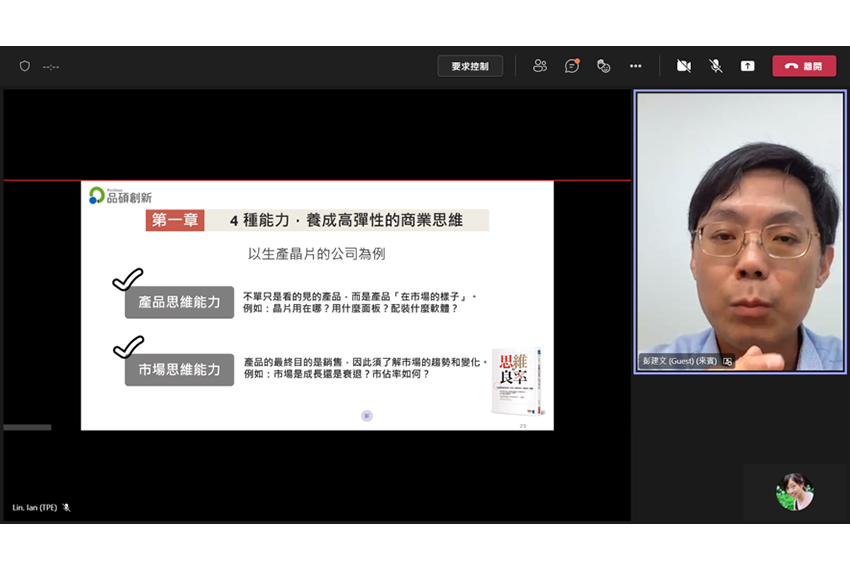 --:--
要求控制
離開
品碩創新
第一章
4 種能力．養成高彈性的商業思維
以生產晶片的公司為例
產品思維能力
不單只是看的見的產品，而是產品「在市場的樣子」。
例如：晶片用在哪？用什麼面板？配裝什麼軟體？
市場思維能力
產品的最終目的是銷售，因此須了解市場的趨勢和變化。
例如：市場是成長還是衰退？市佔率如何？
思維
良率
23
彭建文 (Guest) (來賓)
Lin, Ian (TPE)